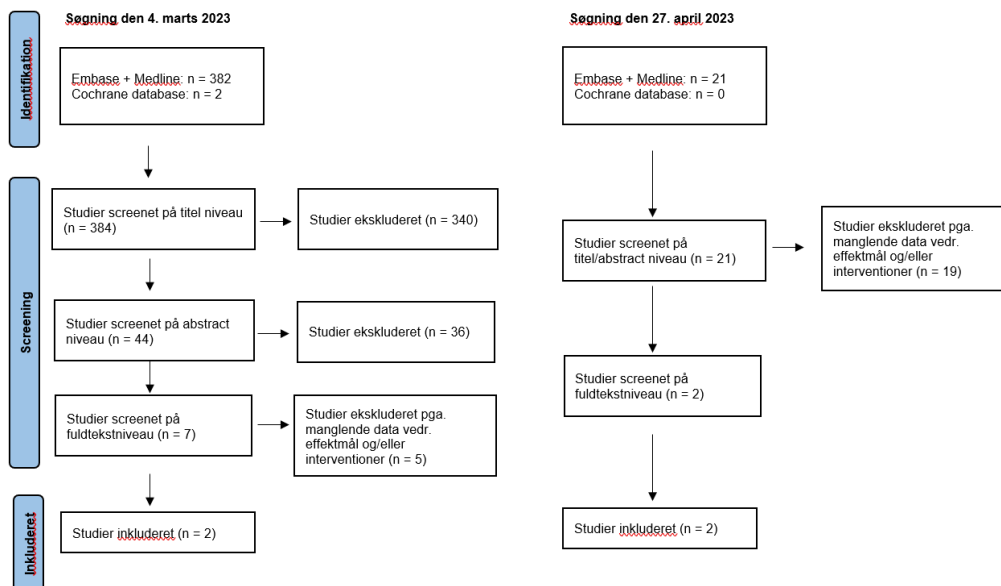 Søgning den 4. marts 2023
Søgning den 27. april 2023
Identifikation
Embase + Medline: n = 382
Cochrane database: n = 2
Embase + Medline: n = 21
Cochrane database: n = 0
Screening
Studier screenet på titel niveau
(n = 384)
Studier ekskluderet (n = 340)
Studier screenet på
titel/abstract niveau (n = 21)
Studier ekskluderet pga.
manglende data vedr.
effektmål og/eller
interventioner (n = 19)
Studier screenet på abstract
niveau (n = 44)
Studier ekskluderet (n = 36)
Studier screenet på
fuldtekstniveau (n = 2)
Studier screenet på
fuldtekstniveau (n = 7)
Studier ekskluderet pga.
manglende data vedr.
effektmål og/eller
interventioner (n = 5)
Inkluderet
Studier inkluderet (n = 2)
Studier inkluderet (n = 2)